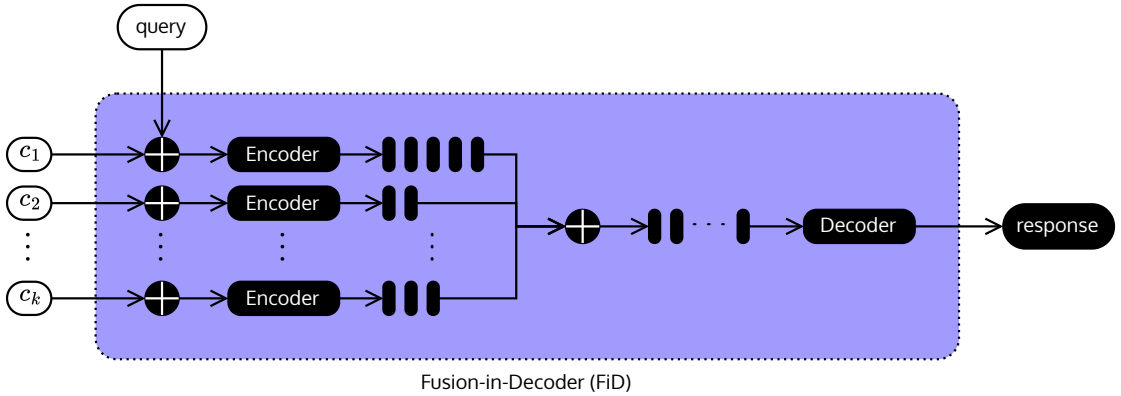 query
c₁
Encoder
c₂
Encoder
Decoder
response
cₖ
Encoder
Fusion-in-Decoder (FiD)